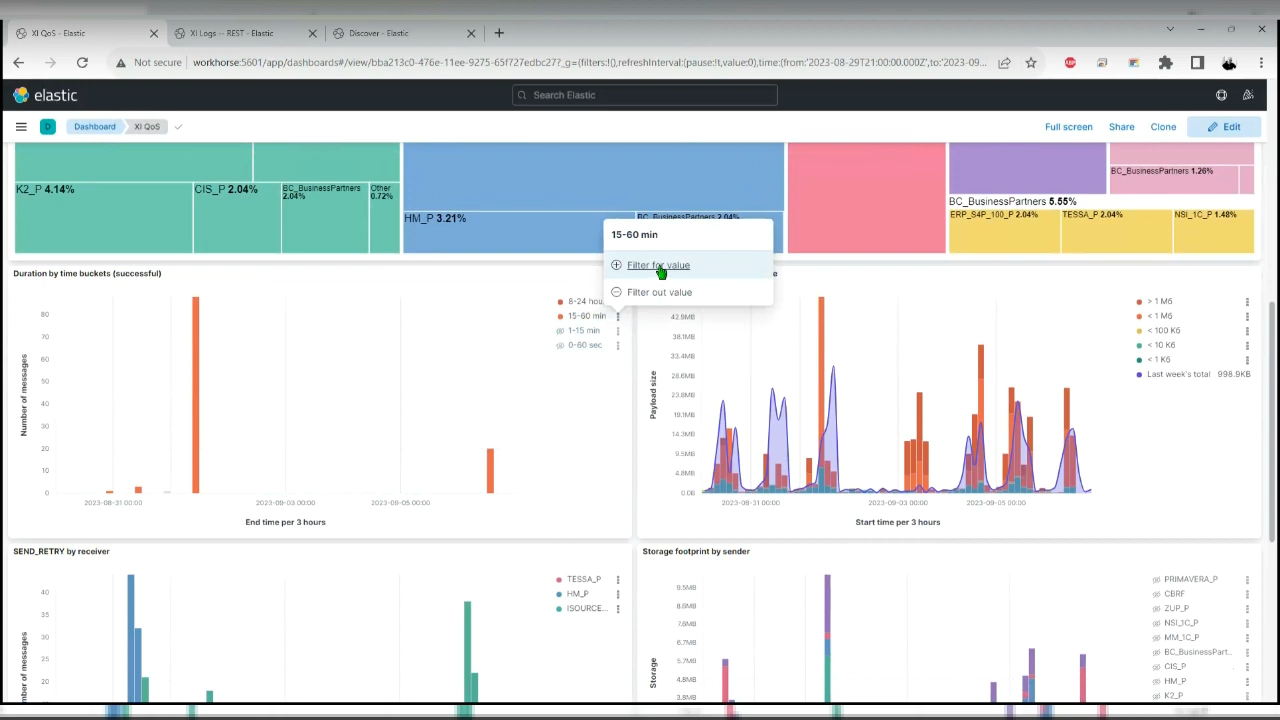 XI QoS - Elastic
XI Logs -- REST - Elastic
Discover - Elastic
Not secure
workhorse:5601/app/dashboards#/view/bba213c0-476e-11ee-9275-65f727edbc27?_g=(filters:!(),refreshInterval:(pause:!t,value:0),time:(from:'2023-08-29T21:00:00.000Z',to:'2023-09...
elastic
Search Elastic
D
Dashboard
XI QoS
Full screen
Share
Clone
Edit
K2_P 4.14%
CIS_P 2.04%
BC_BusinessPartners
2.04%
Other
0.72%
HM_P 3.21%
BC_BusinessPartners 2.04%
BC_BusinessPartners 1.26%
BC_BusinessPartners 5.55%
ERP_S4P_100_P 2.04%
TESSA_P 2.04%
NSI_1C_P 1.48%
15-60 min
Filter for value
Filter out value
Duration by time buckets (successful)
8-24 hou
15-60 min
1-15 min
0-60 sec
80
70
60
50
40
30
20
10
0
Number of messages
2023-08-31 00:00
2023-09-03 00:00
2023-09-05 00:00
End time per 3 hours
42.9MB
38.1MB
33.4MB
28.6MB
23.8MB
19.1MB
14.3MB
9.5MB
4.8MB
0.0B
Payload size
2023-08-31 00:00
2023-09-03 00:00
2023-09-05 00:00
Start time per 3 hours
> 1 Мб
< 1 Мб
< 100 Кб
< 10 Кб
< 1 Кб
Last week's total 998.9KB
SEND_RETRY by receiver
40
35
30
25
20
mber of messages
TESSA_P
HM_P
ISOURCE...
Storage footprint by sender
9.5MB
8.6MB
7.6MB
6.7MB
5.7MB
4.8MB
3.8MB
Storage
PRIMAVERA_P
CBRF
ZUP_P
NSI_1C_P
MM_1C_P
BC_BusinessPart...
CIS_P
HM_P
K2_P